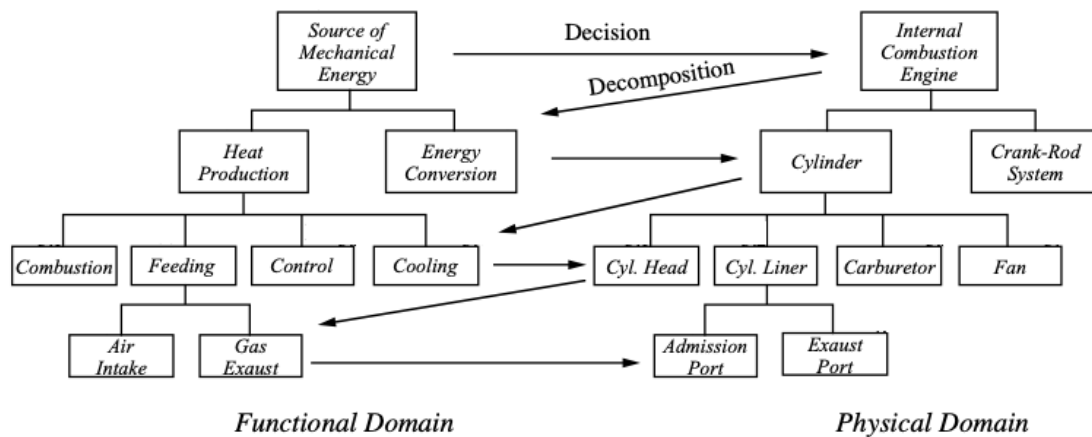 Source of
Mechanical
Energy
Decision
Internal
Combustion
Engine
Decomposition
Heat
Production
Energy
Conversion
Cylinder
Crank-Rod
System
Combustion
Feeding
Control
Cooling
Cyl. Head
Cyl. Liner
Carburetor
Fan
Air
Intake
Gas
Exaust
Admission
Port
Exaust
Port
Functional Domain
Physical Domain